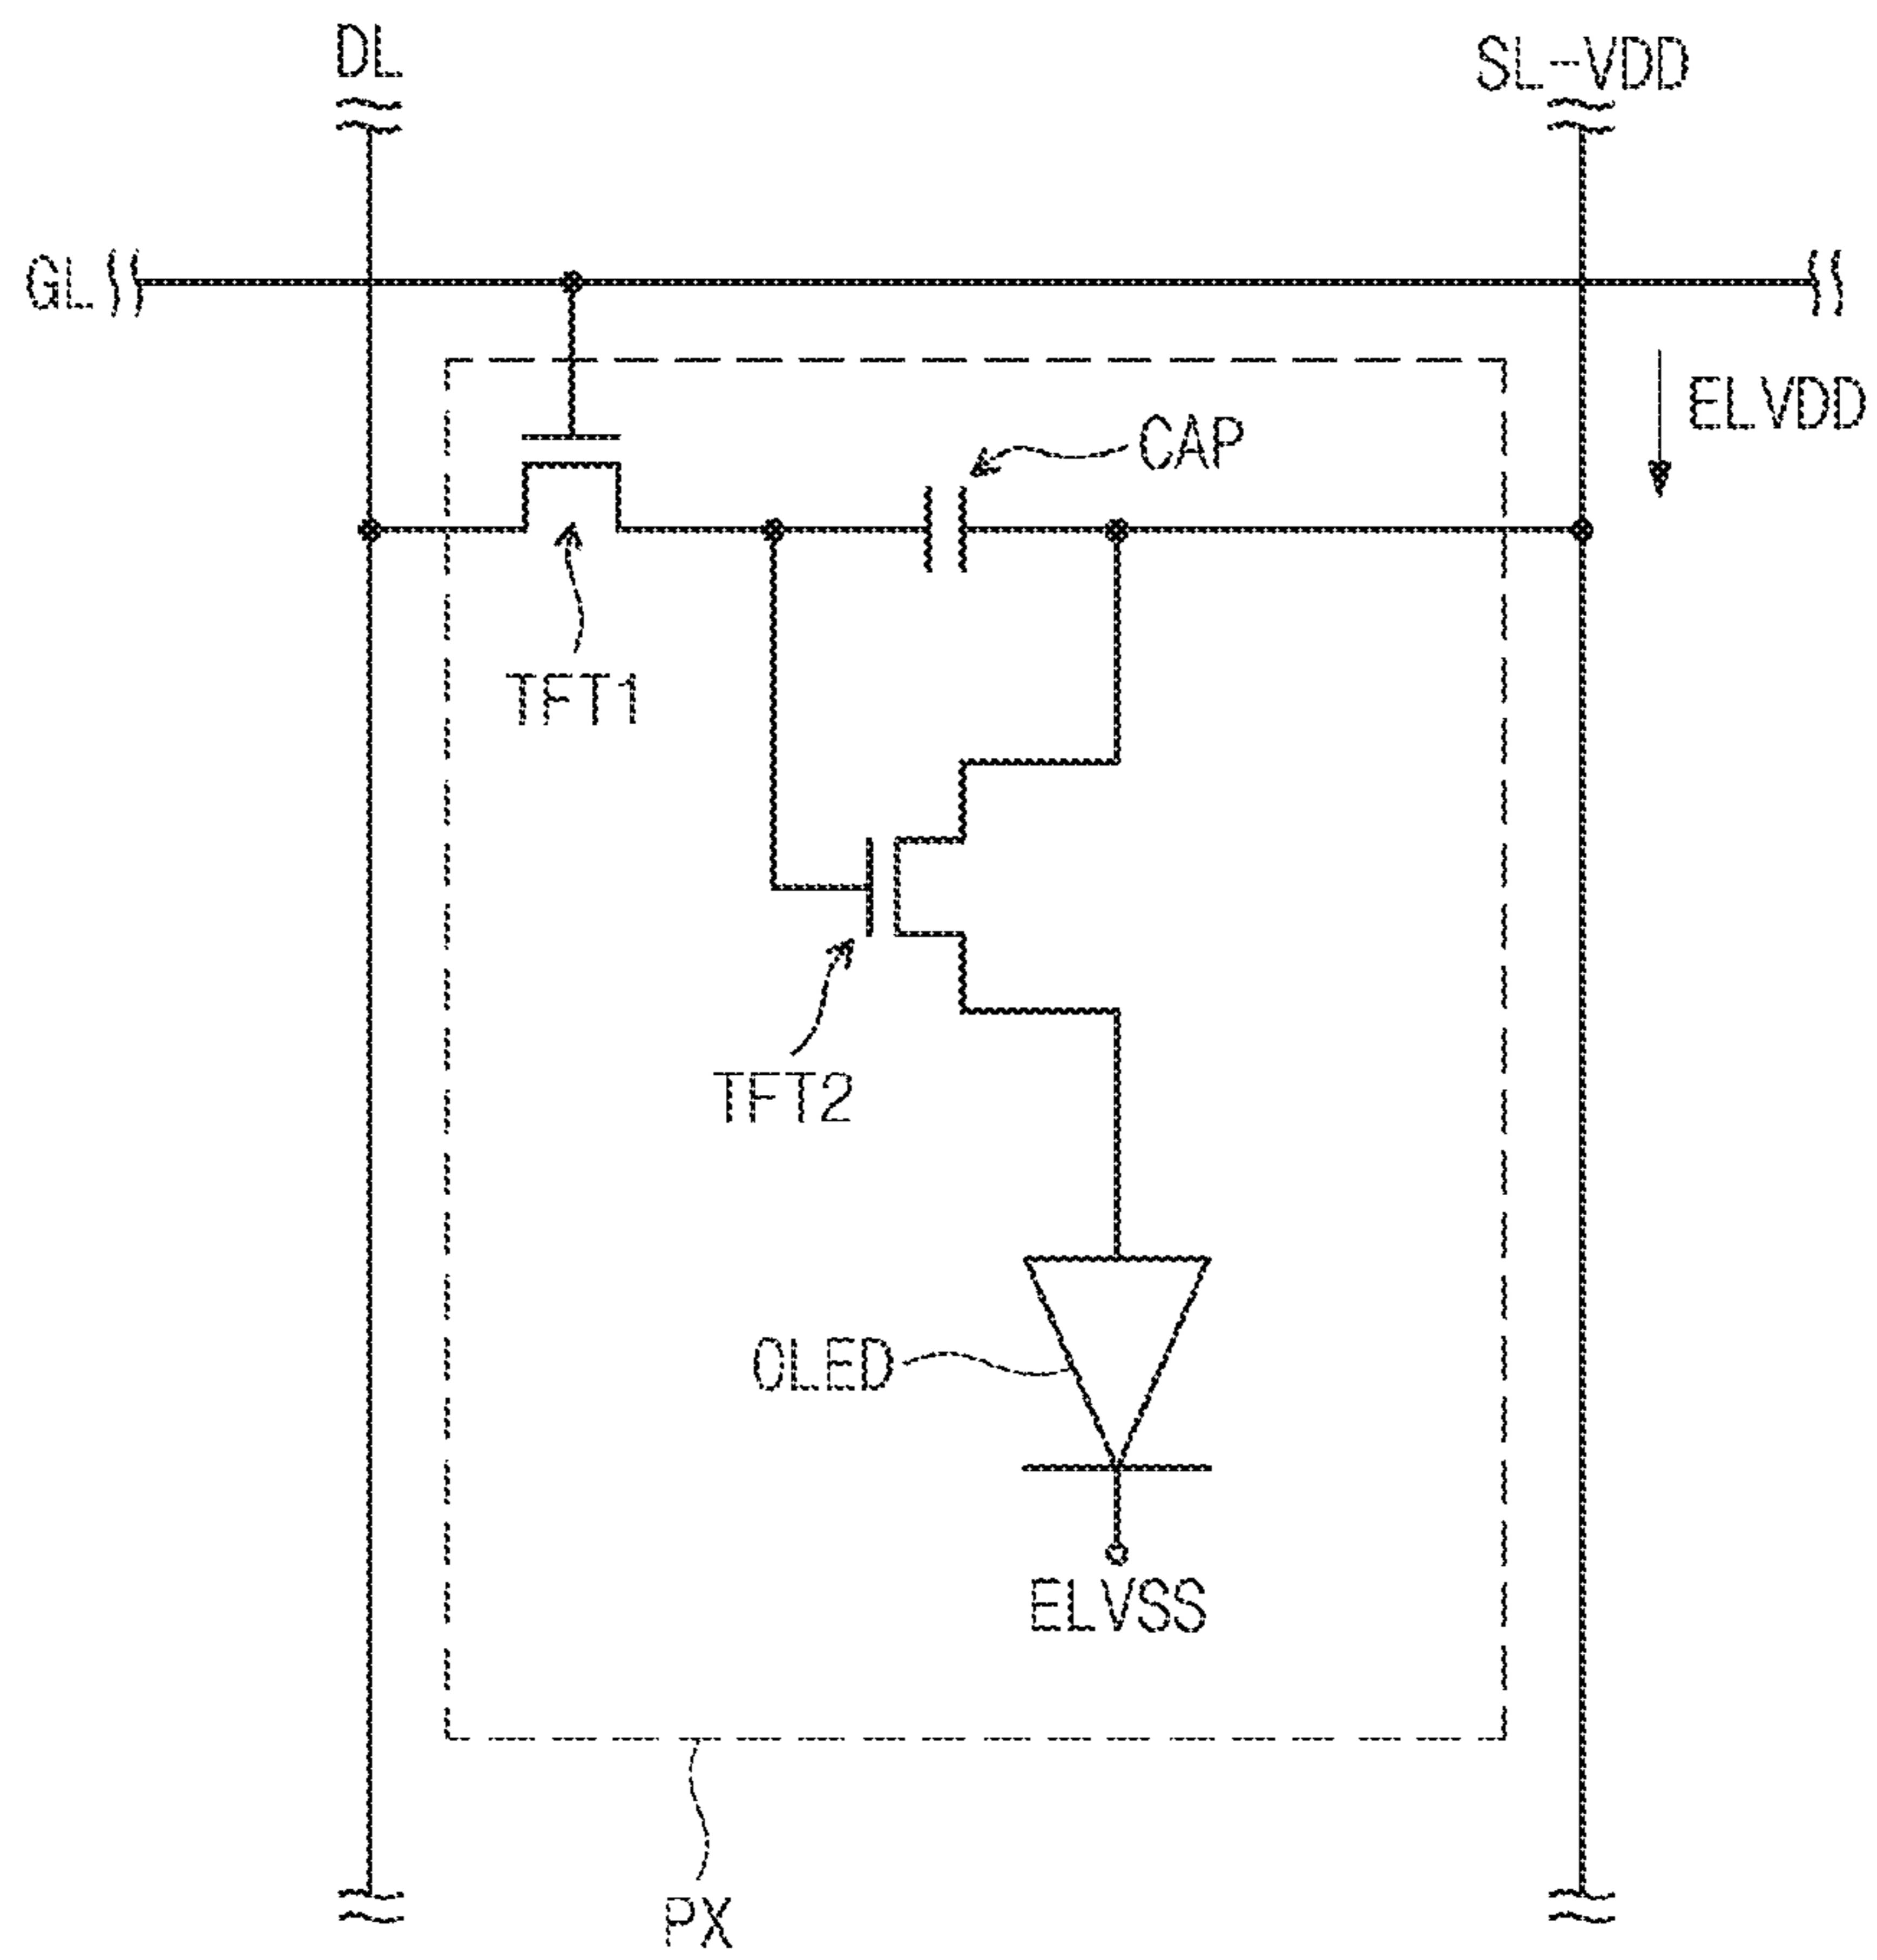 DL
SL-VDD
GL
ELVDD
CAP
TFT1
TFT2
OLED
ELVSS
PX